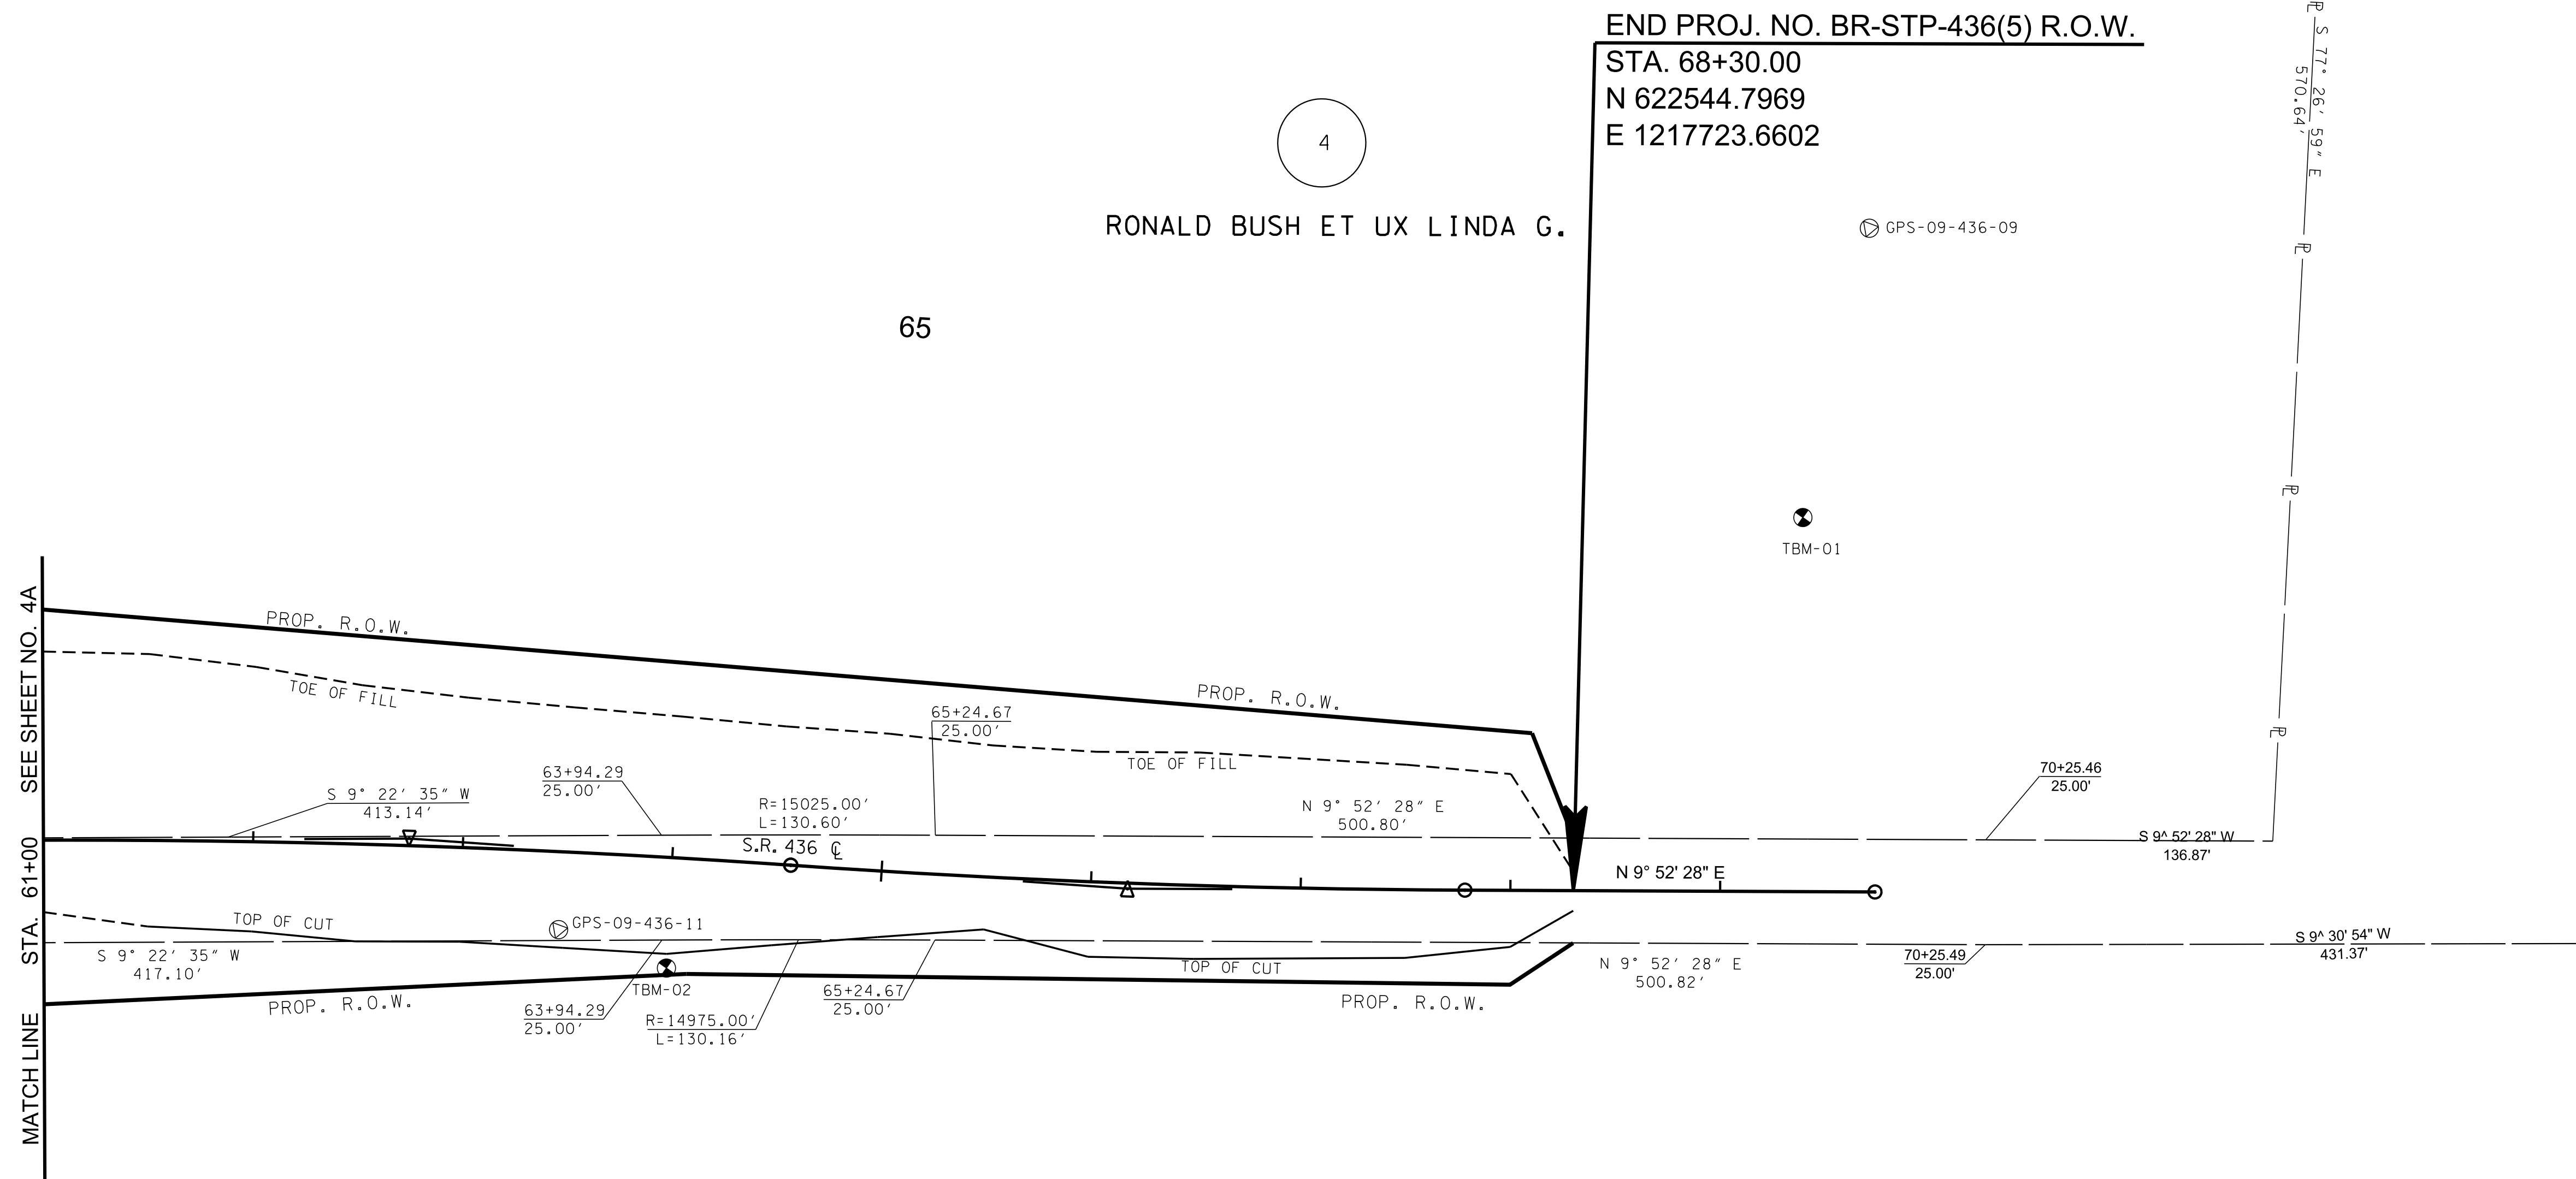 END PROJ. NO. BR-STP-436(5) R.O.W.
STA. 68+30.00
N 622544.7969
E 1217723.6602
4
RONALD BUSH ET UX LINDA G.
65
GPS-09-436-09
TBM-01
PL S 77° 26′ 59″ E
570.64′
PL
PL
PL
MATCH LINE STA. 61+00 SEE SHEET NO. 4A
PROP. R.O.W.
PROP. R.O.W.
TOE OF FILL
TOE OF FILL
65+24.67
25.00′
63+94.29
25.00′
S 9° 22′ 35″ W
413.14′
R=15025.00′
L=130.60′
S.R. 436 CL
N 9° 52′ 28″ E
500.80′
70+25.46
25.00'
S 9^ 52' 28" W
136.87'
N 9° 52' 28" E
TOP OF CUT
GPS-09-436-11
S 9° 22′ 35″ W
417.10′
PROP. R.O.W.
TBM-02
63+94.29
25.00′
R=14975.00′
L=130.16′
65+24.67
25.00′
TOP OF CUT
PROP. R.O.W.
N 9° 52′ 28″ E
500.82′
70+25.49
25.00'
S 9^ 30' 54" W
431.37'